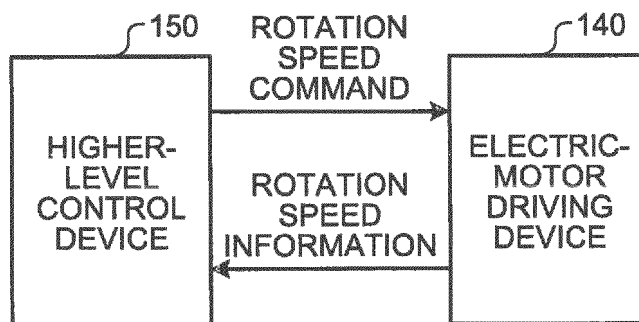 150
ROTATION
SPEED
COMMAND
140
HIGHER-
LEVEL
CONTROL
DEVICE
ROTATION
SPEED
INFORMATION
ELECTRIC-
MOTOR
DRIVING
DEVICE